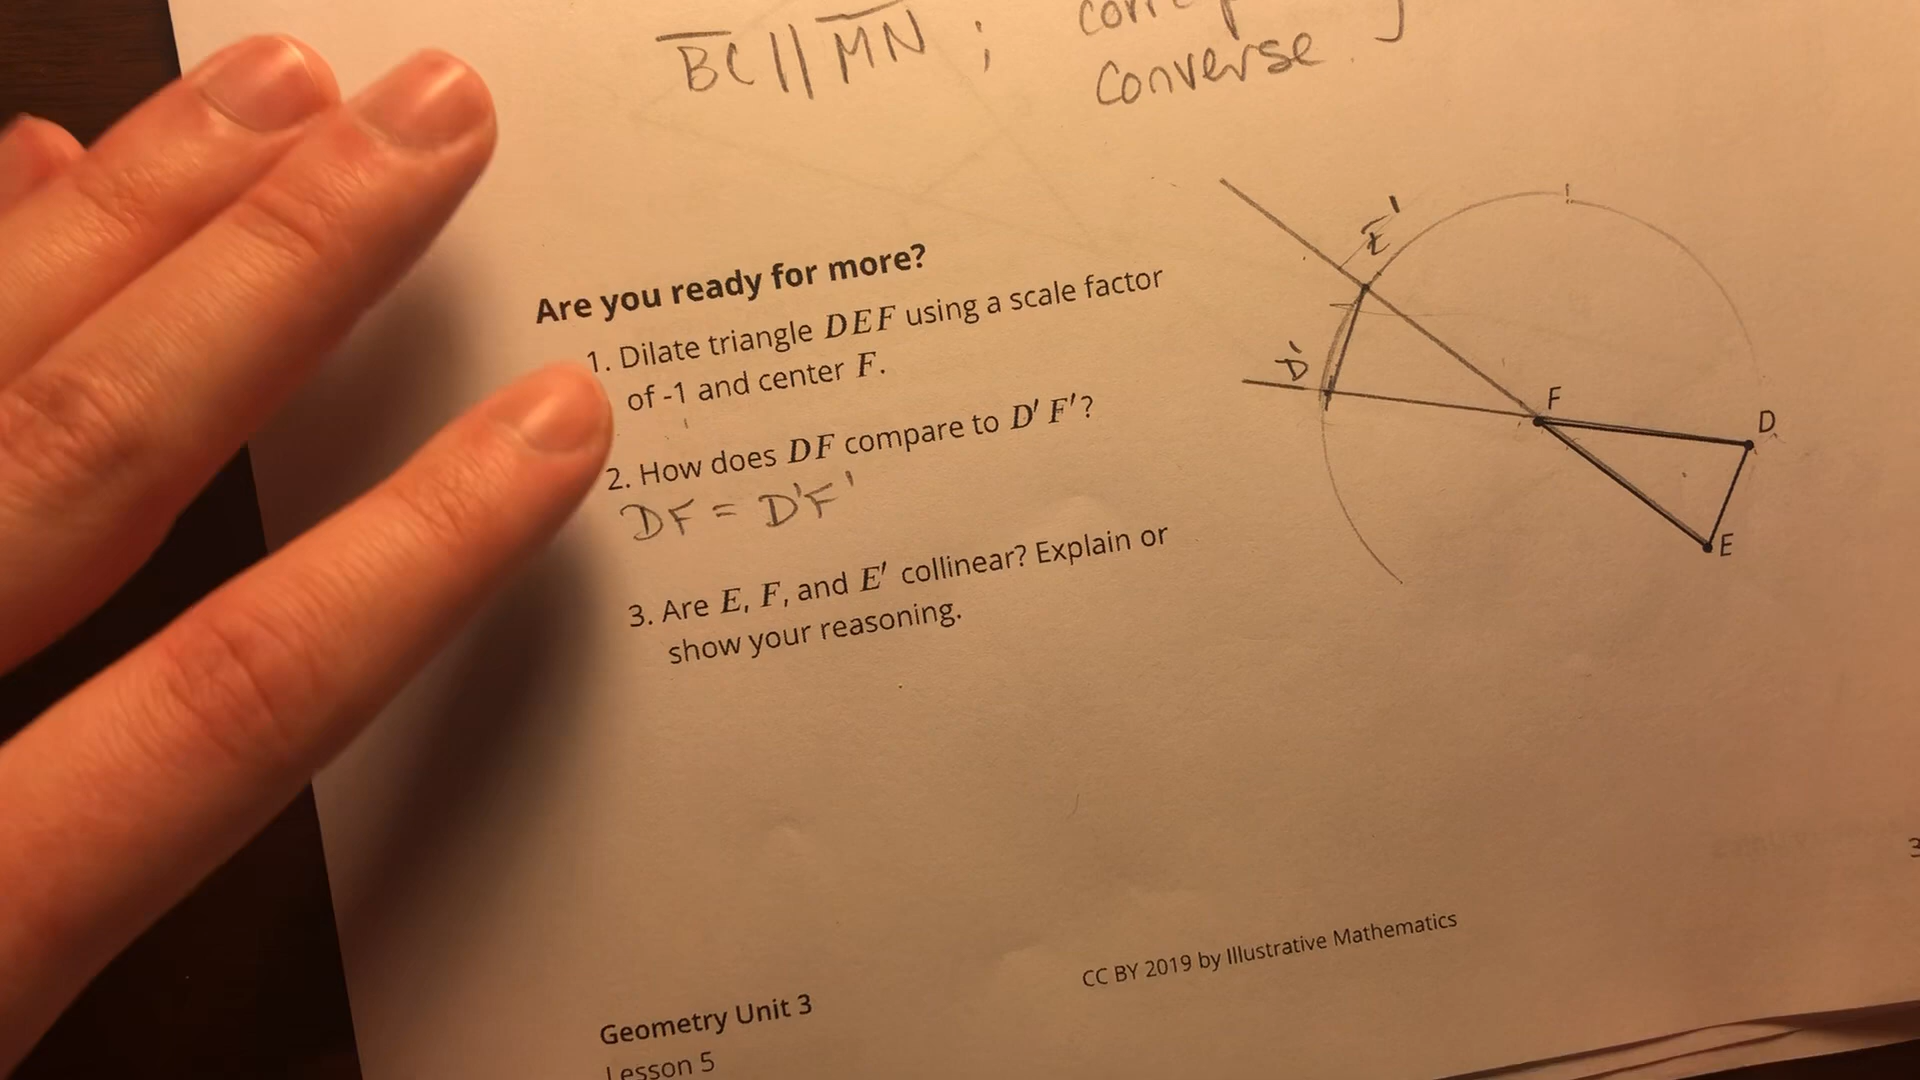 BC || MN ;
converse.
Are you ready for more?
1. Dilate triangle DEF using a scale factor
of -1 and center F.
2. How does DF compare to D′ F′?
DF = D'F'
3. Are E, F, and E′ collinear? Explain or
show your reasoning.
E'
D'
F
D
E
3
CC BY 2019 by Illustrative Mathematics
Geometry Unit 3
Lesson 5